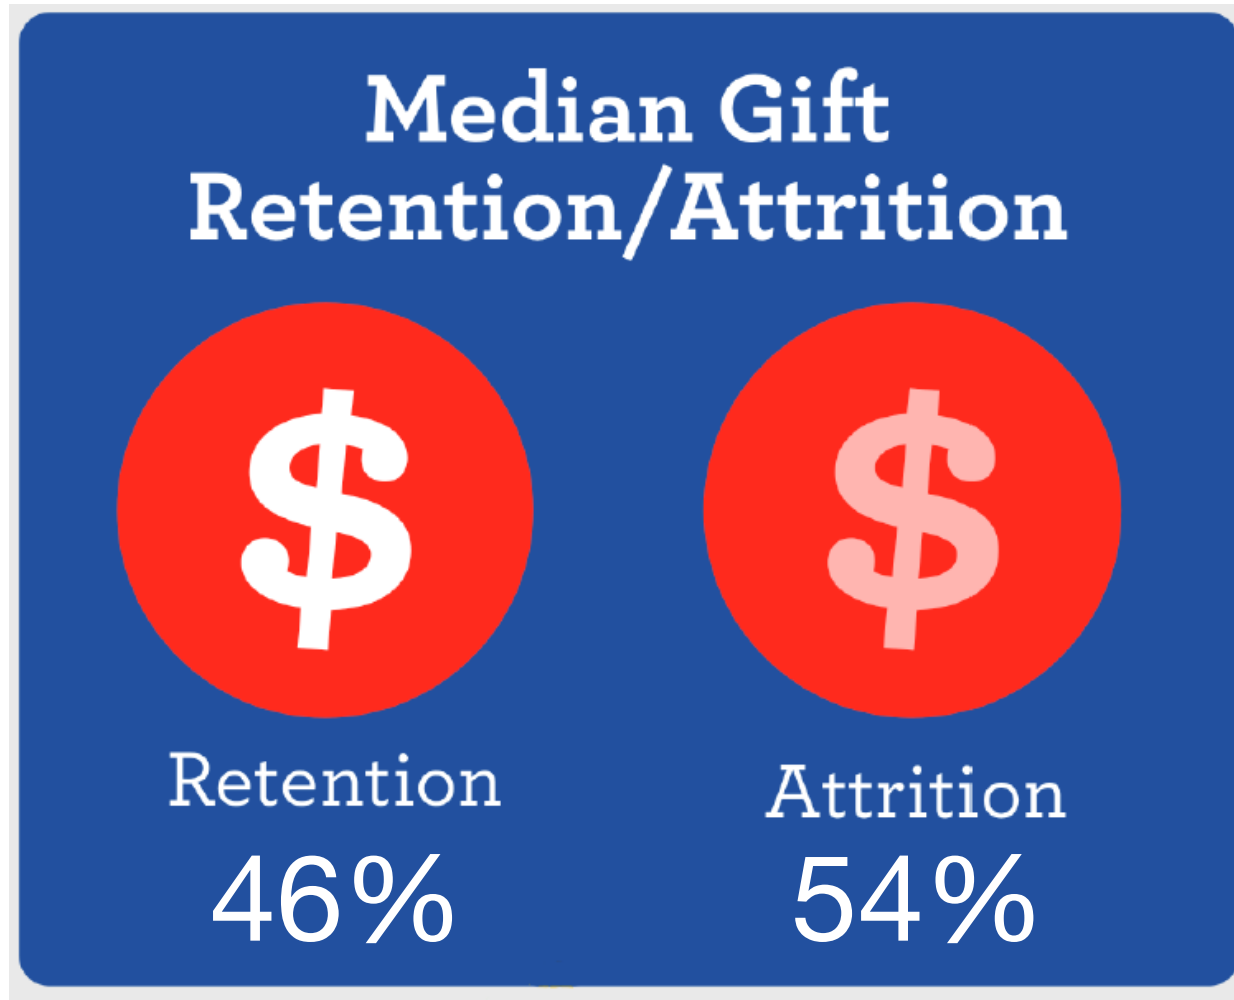 Median Gift
Retention/Attrition
$ $
Retention Attrition
46% 54%